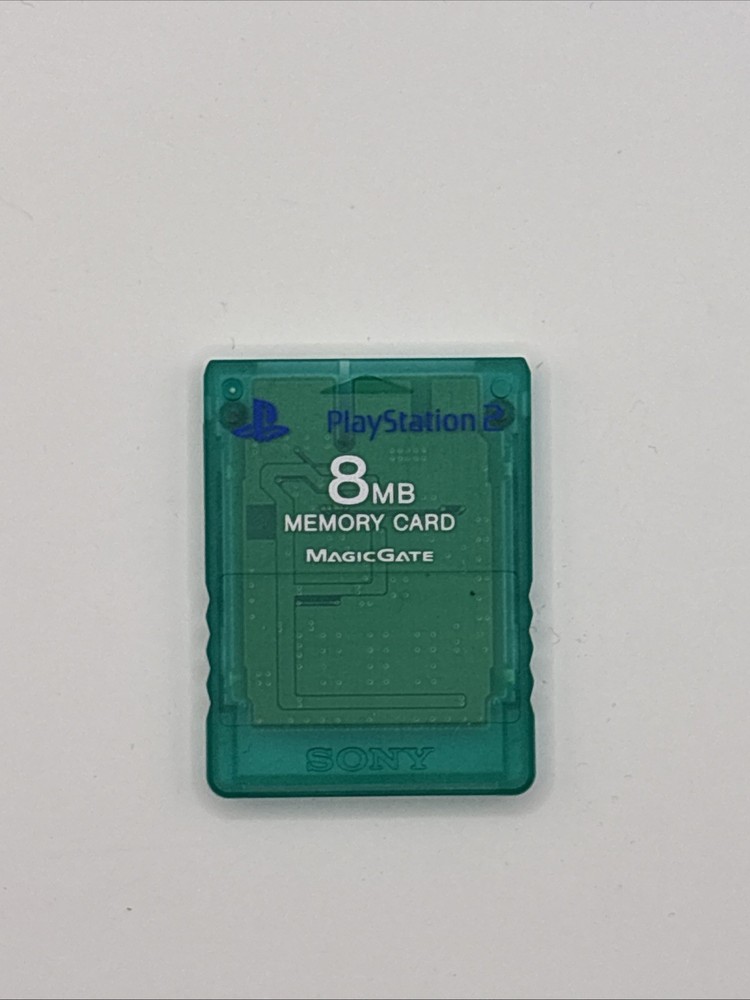 PlayStation 2
8MB
MEMORY CARD
MAGICGATE
SONY